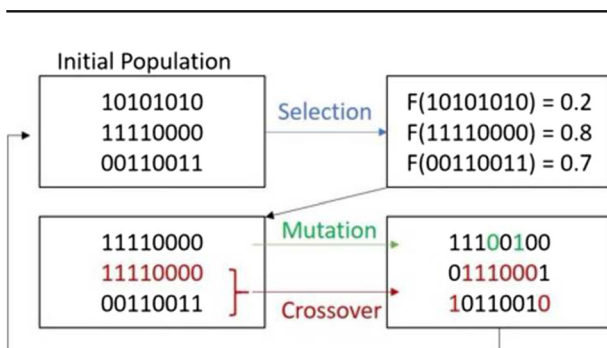 Initial Population
10101010
11110000
00110011
Selection
F(10101010) = 0.2
F(11110000) = 0.8
F(00110011) = 0.7
11110000
11110000
00110011
Mutation
Crossover
11100100
01110001
10110010